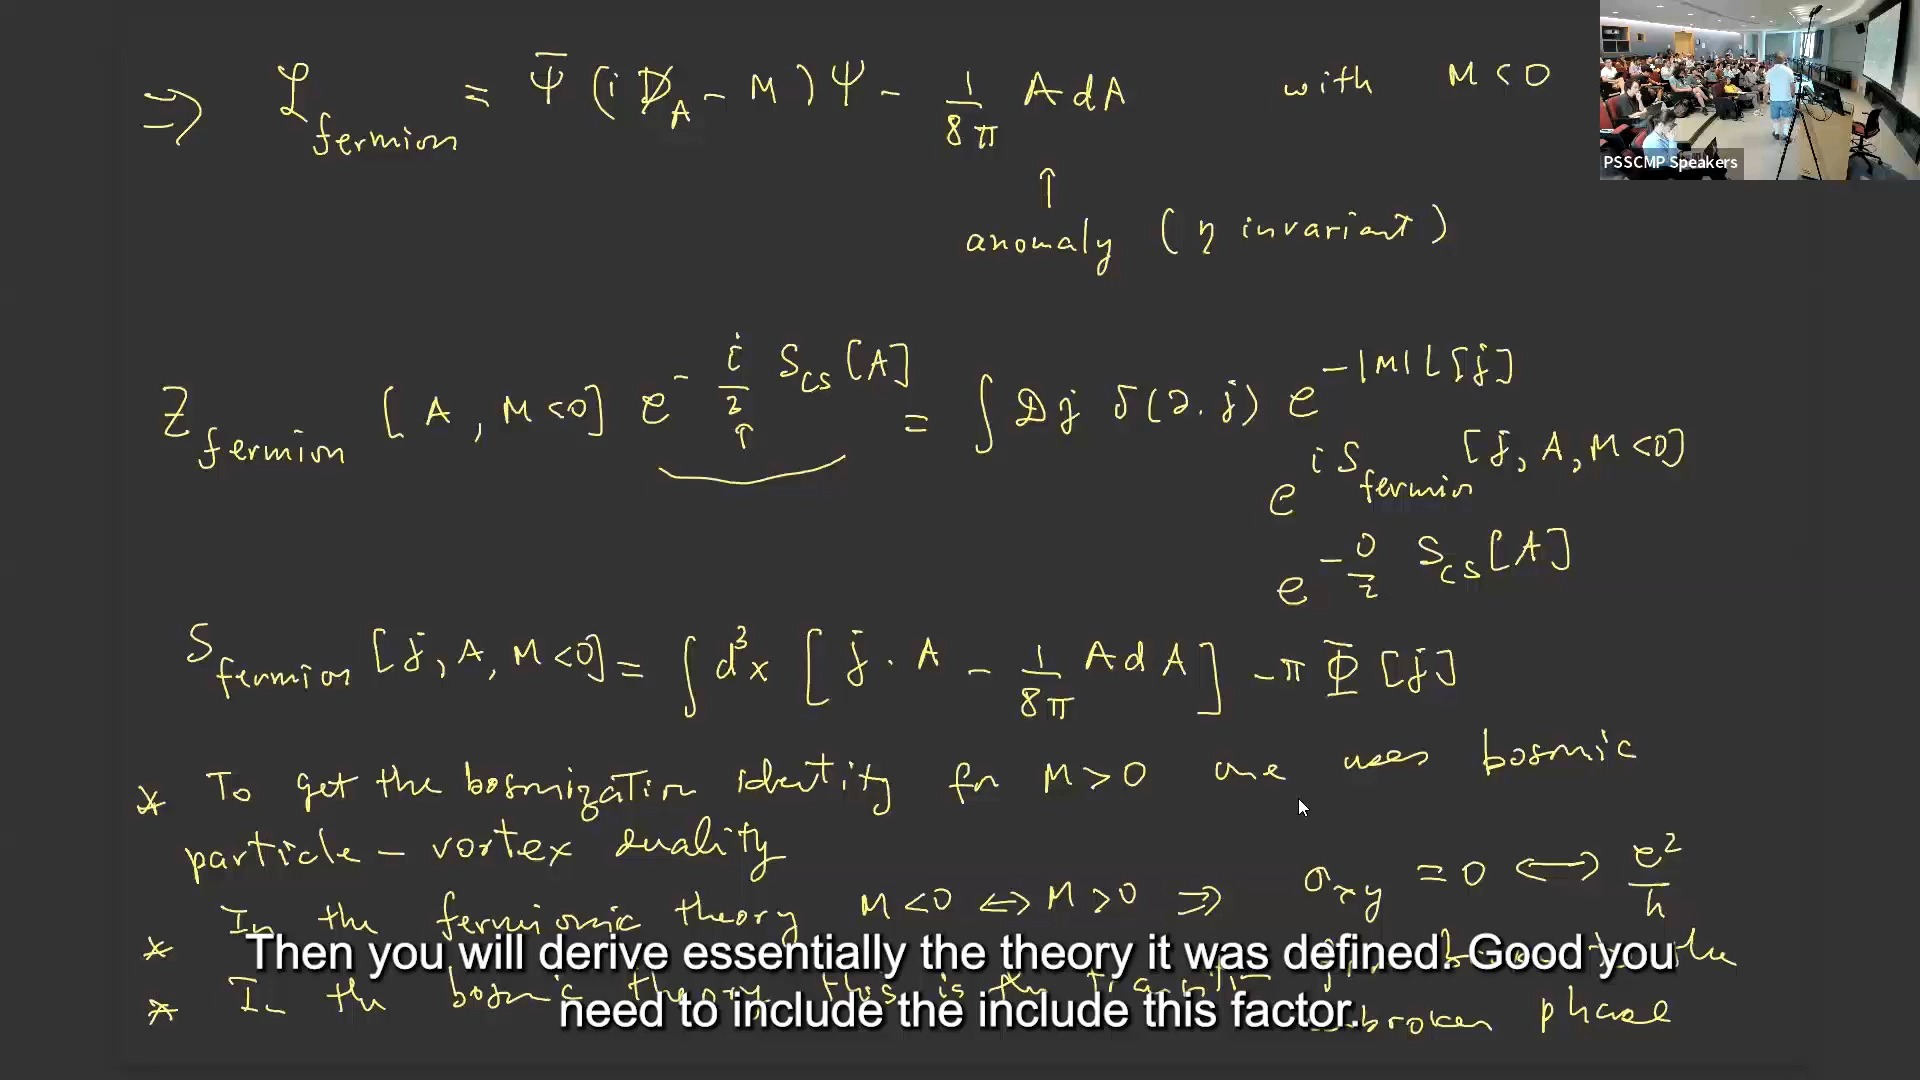 ⇒ ℒ_fermion = Ψ̄ (i D̸_A - M) Ψ - 1/8π A d A with M < 0
↑
anomaly (η invariant)
PSSCMP Speakers
Z_fermion [A, M<0] e^{- i/2 S_CS [A]} = ∫ 𝒟j δ(∂·j) e^{-|M| L[j]}
↑
e^{i S_fermion [j, A, M<0]}
e^{-0/2 S_CS [A]}
S_fermion [j, A, M<0] = ∫ d³x [ j · A - 1/8π A d A ] - π Φ̄ [j]
* To get the bosonization identity for M > 0 one uses bosonic
particle - vortex duality
* In the fermionic theory M<0 ⇔ M>0 ⇒ σ_xy = 0 ⟺ e²/h
* In the bosonic theory this is the
broken phase
Then you will derive essentially the theory it was defined. Good you
need to include the include this factor.